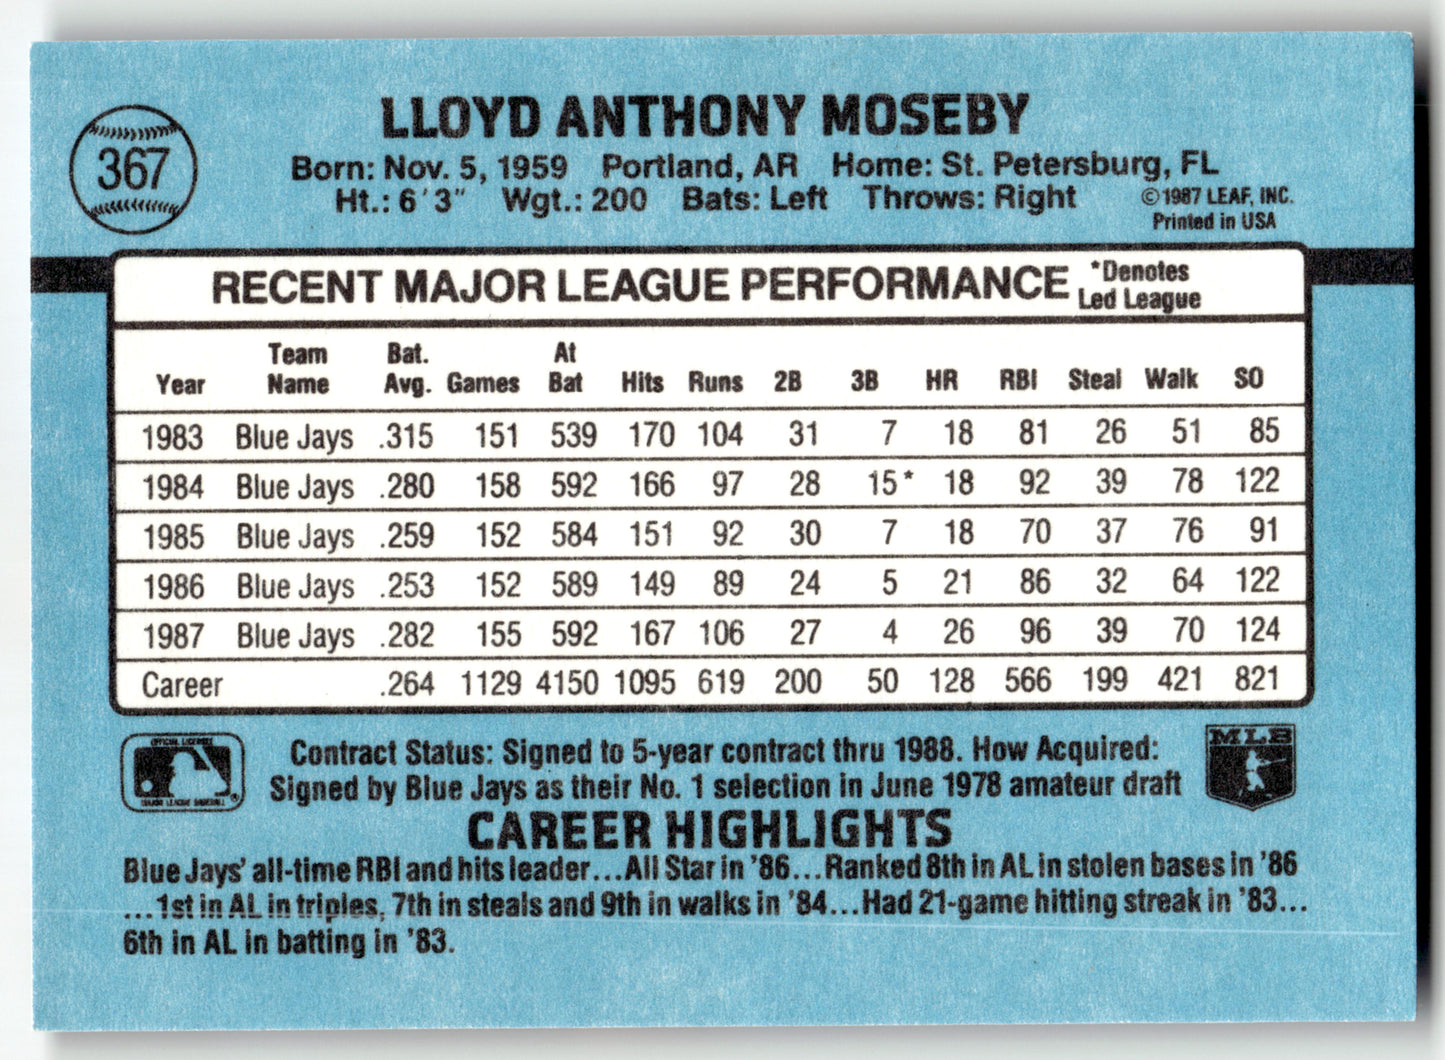 LLOYD ANTHONY MOSEBY
367
Born: Nov. 5, 1959 Portland, AR Home: St. Petersburg, FL
Ht.: 6'3" Wgt.: 200 Bats: Left Throws: Right
©1987 LEAF, INC.
Printed in USA
RECENT MAJOR LEAGUE PERFORMANCE
*Denotes
Led League
Year Team Name Bat. Avg. Games At Bat Hits Runs 2B 3B HR RBI Steal Walk SO
1983 Blue Jays .315 151 539 170 104 31 7 18 81 26 51 85
1984 Blue Jays .280 158 592 166 97 28 15* 18 92 39 78 122
1985 Blue Jays .259 152 584 151 92 30 7 18 70 37 76 91
1986 Blue Jays .253 152 589 149 89 24 5 21 86 32 64 122
1987 Blue Jays .282 155 592 167 106 27 4 26 96 39 70 124
Career .264 1129 4150 1095 619 200 50 128 566 199 421 821
OFFICIAL LICENSEE
MAJOR LEAGUE BASEBALL
Contract Status: Signed to 5-year contract thru 1988. How Acquired:
Signed by Blue Jays as their No. 1 selection in June 1978 amateur draft
MLB
CAREER HIGHLIGHTS
Blue Jays' all-time RBI and hits leader...All Star in '86...Ranked 8th in AL in stolen bases in '86
...1st in AL in triples, 7th in steals and 9th in walks in '84...Had 21-game hitting streak in '83...
6th in AL in batting in '83.